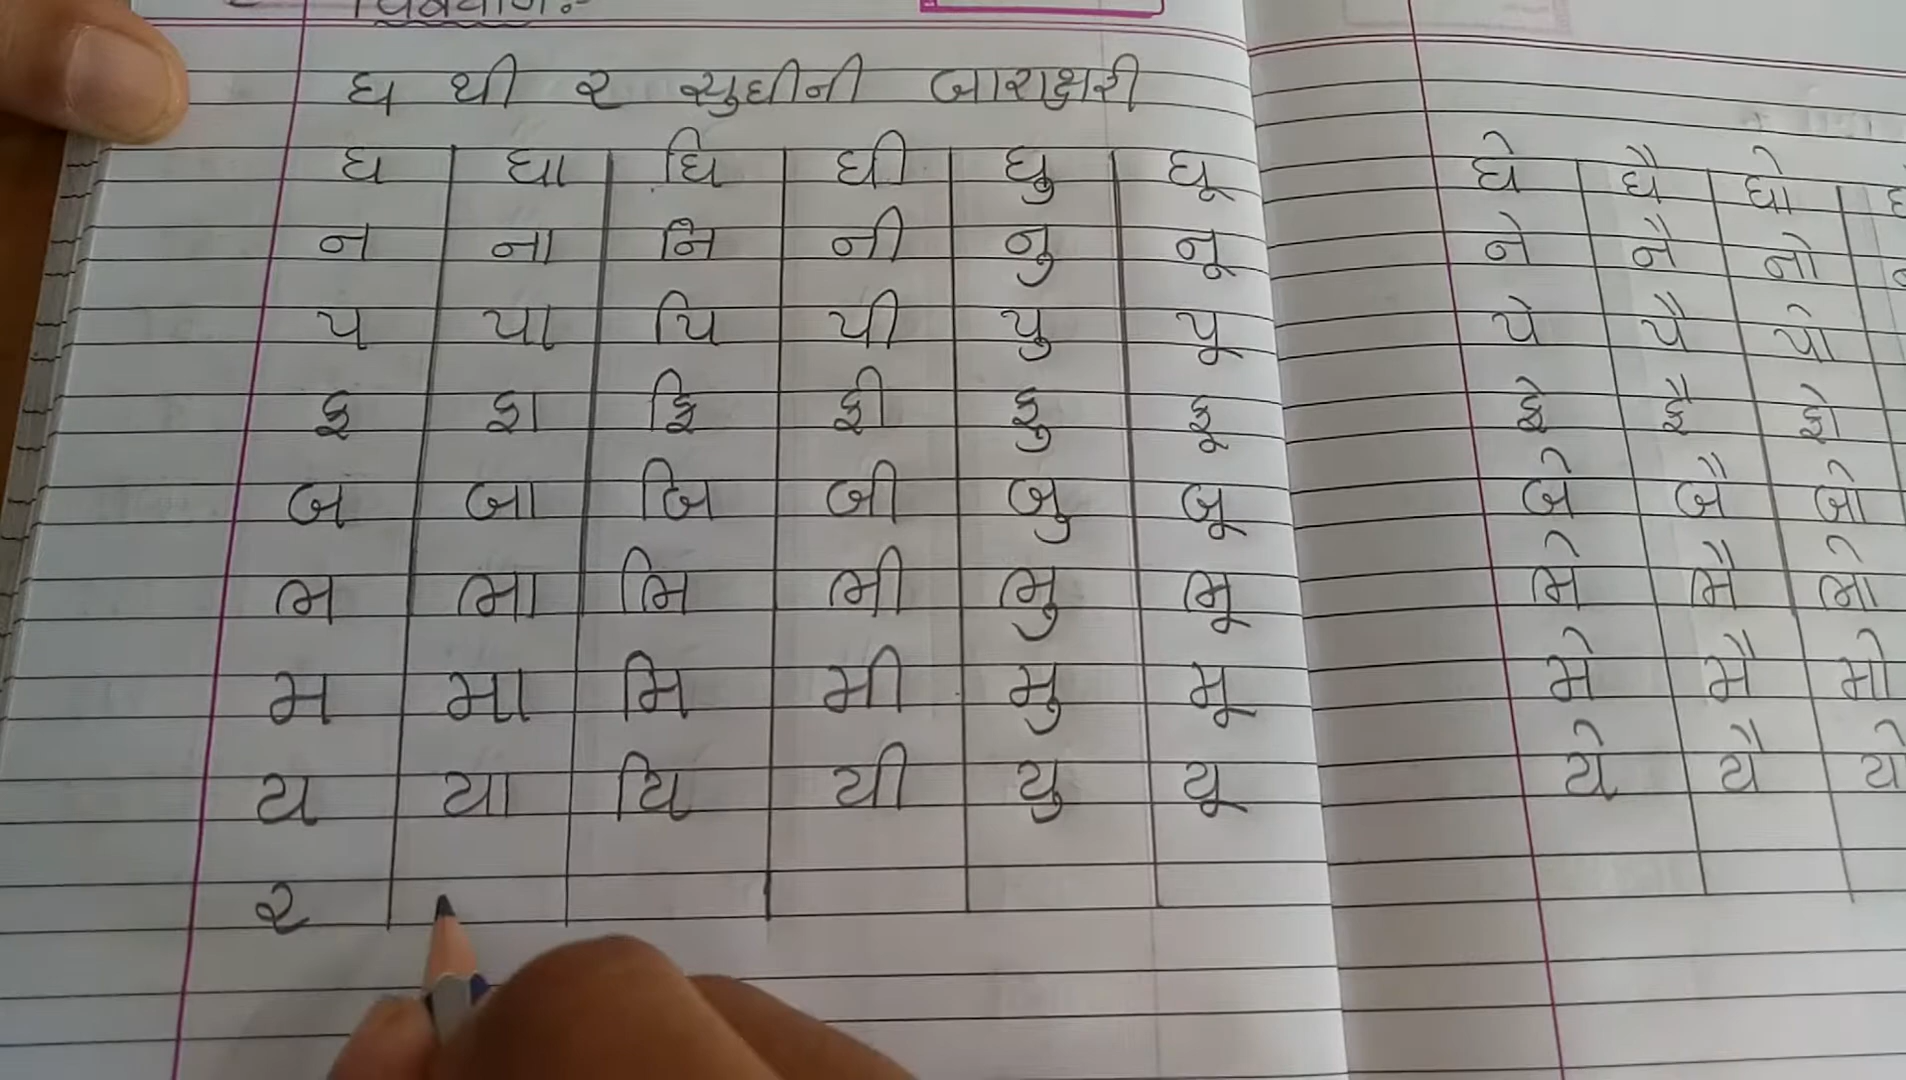 ધ થી ર સુધીની બારાક્ષરી
ધ ધા ધિ ધી ધુ ધૂ ધે ધૈ ધો
ન ના નિ ની નુ નૂ ને નૈ નો
પ પા પિ પી પુ પૂ પે પૈ પો
ફ ફા ફિ ફી ફુ ફૂ ફે ફૈ ફો
બ બા બિ બી બુ બૂ બે બૈ બો
ભ ભા ભિ ભી ભુ ભૂ ભે ભૈ ભો
મ મા મિ મી મુ મૂ મે મૈ મો
ય યા યિ યી યુ યૂ યે યૈ યો
ર